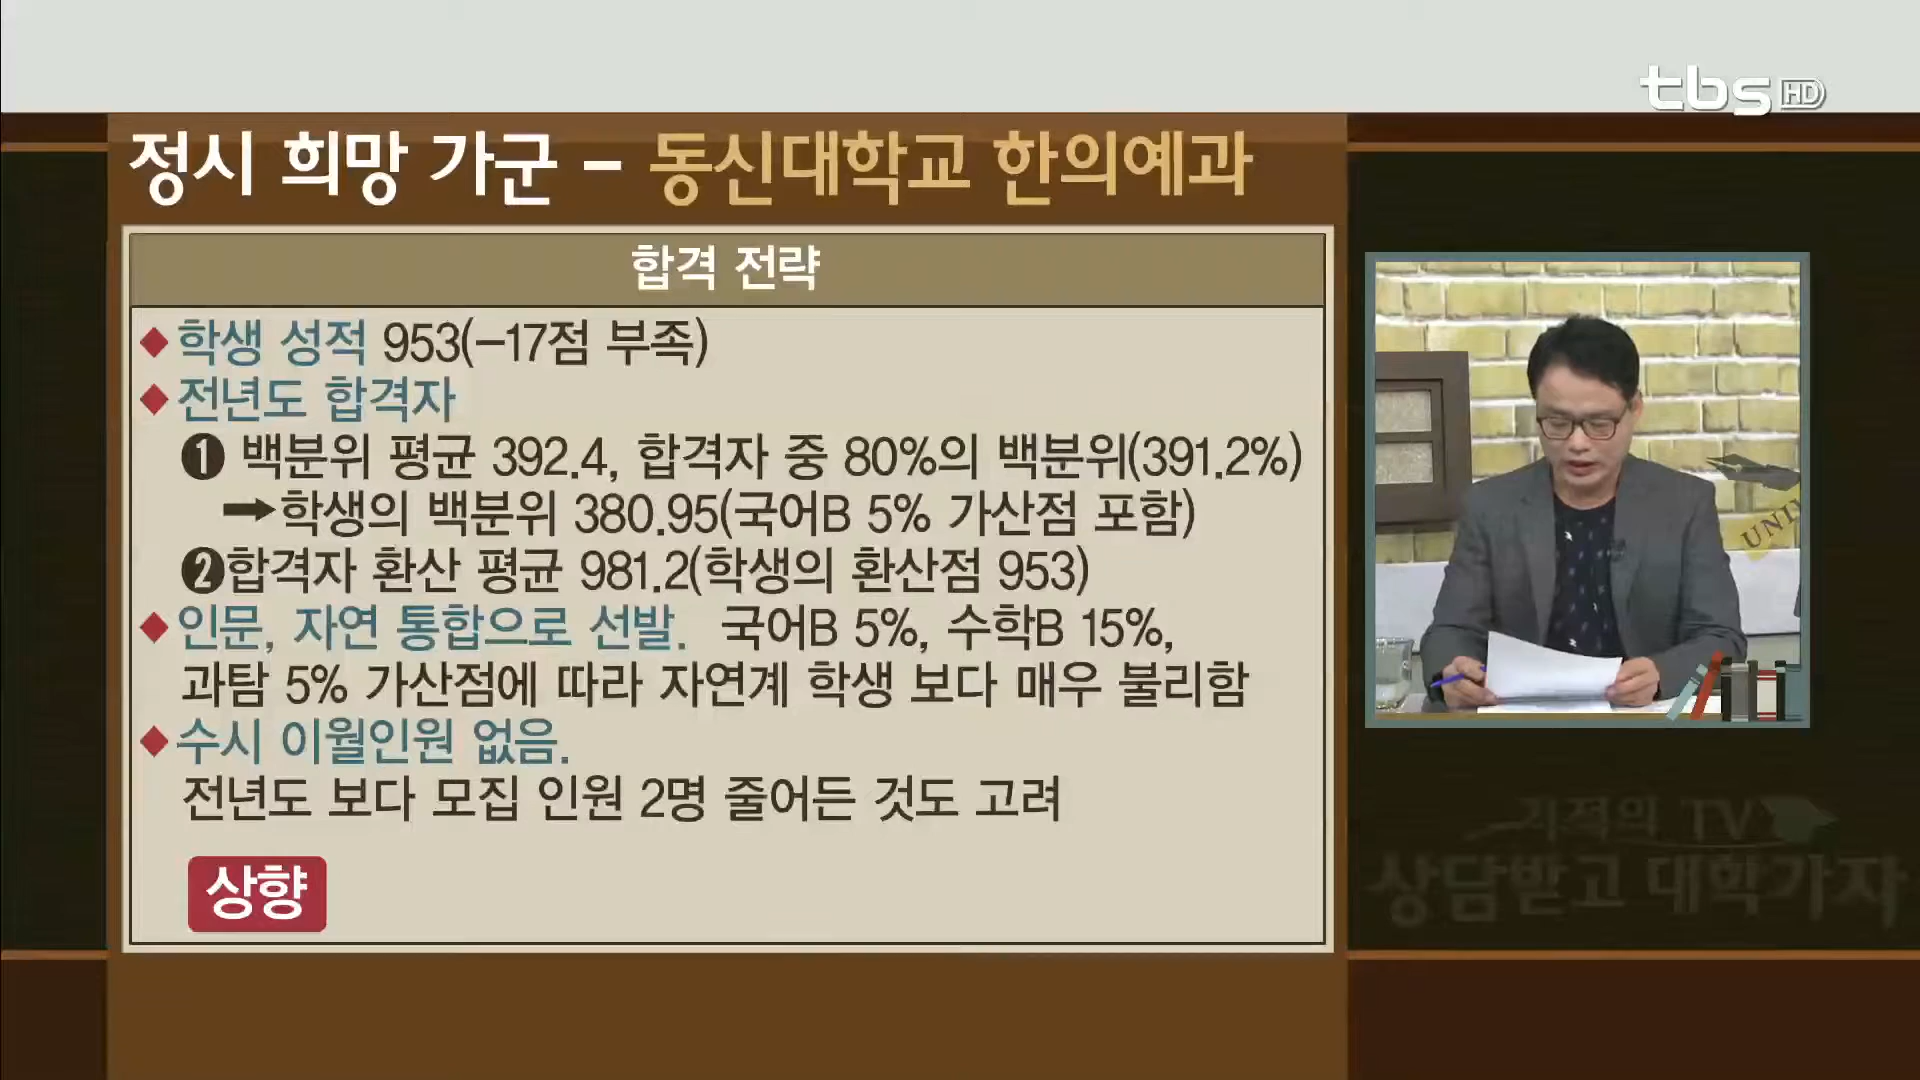 tbs HD
정시 희망 가군 - 동신대학교 한의예과
합격 전략
◆학생 성적 953(-17점 부족)
◆전년도 합격자
❶ 백분위 평균 392.4, 합격자 중 80%의 백분위(391.2%)
➡학생의 백분위 380.95(국어B 5% 가산점 포함)
❷합격자 환산 평균 981.2(학생의 환산점 953)
◆인문, 자연 통합으로 선발. 국어B 5%, 수학B 15%,
과탐 5% 가산점에 따라 자연계 학생 보다 매우 불리함
◆수시 이월인원 없음.
전년도 보다 모집 인원 2명 줄어든 것도 고려
상향
UNI
기적의 TV
상담받고 대학가자